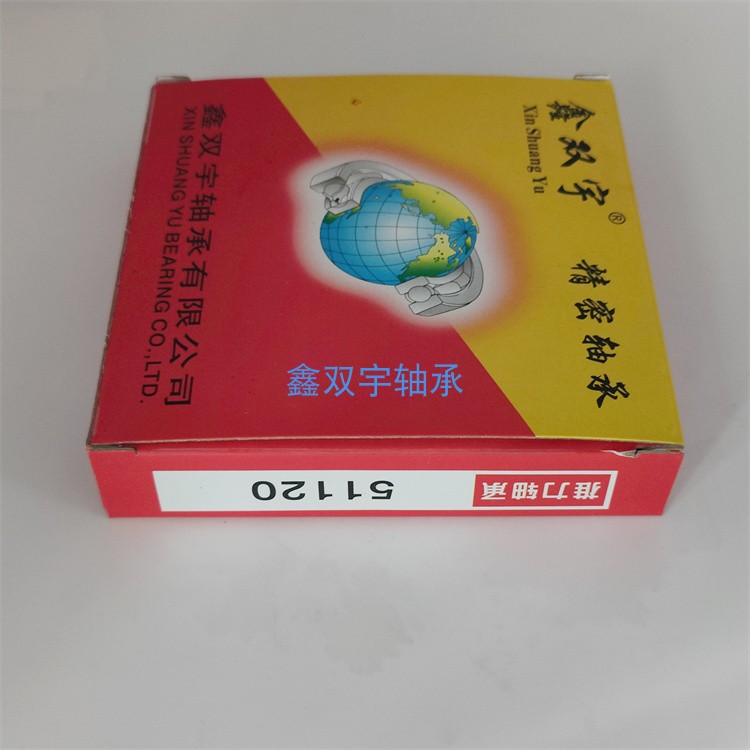 鑫双宇®
Xin Shuang Yu
精密轴承
鑫双宇轴承有限公司
XIN SHUANG YU BEARING CO.,LTD.
鑫双宇轴承
推力轴承
51120